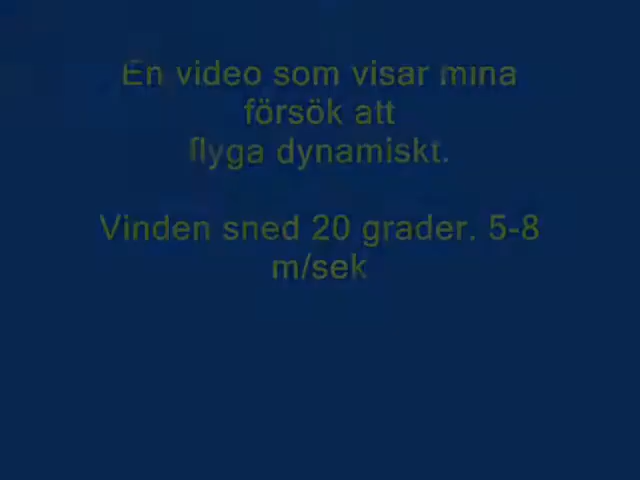 En video som visar mina
försök att
flyga dynamiskt.
Vinden sned 20 grader. 5-8
m/sek